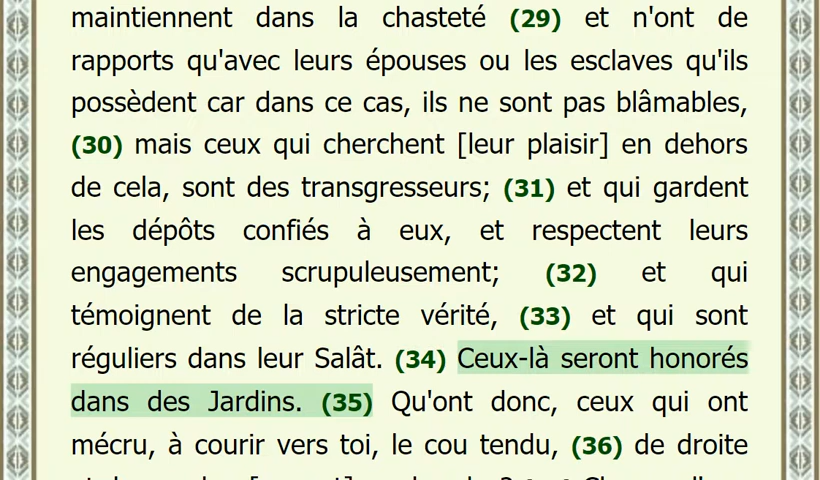 maintiennent dans la chasteté (29) et n'ont de
rapports qu'avec leurs épouses ou les esclaves qu'ils
possèdent car dans ce cas, ils ne sont pas blâmables,
(30) mais ceux qui cherchent [leur plaisir] en dehors
de cela, sont des transgresseurs; (31) et qui gardent
les dépôts confiés à eux, et respectent leurs
engagements scrupuleusement; (32) et qui
témoignent de la stricte vérité, (33) et qui sont
réguliers dans leur Salât. (34) Ceux-là seront honorés
dans des Jardins. (35) Qu'ont donc, ceux qui ont
mécru, à courir vers toi, le cou tendu, (36) de droite